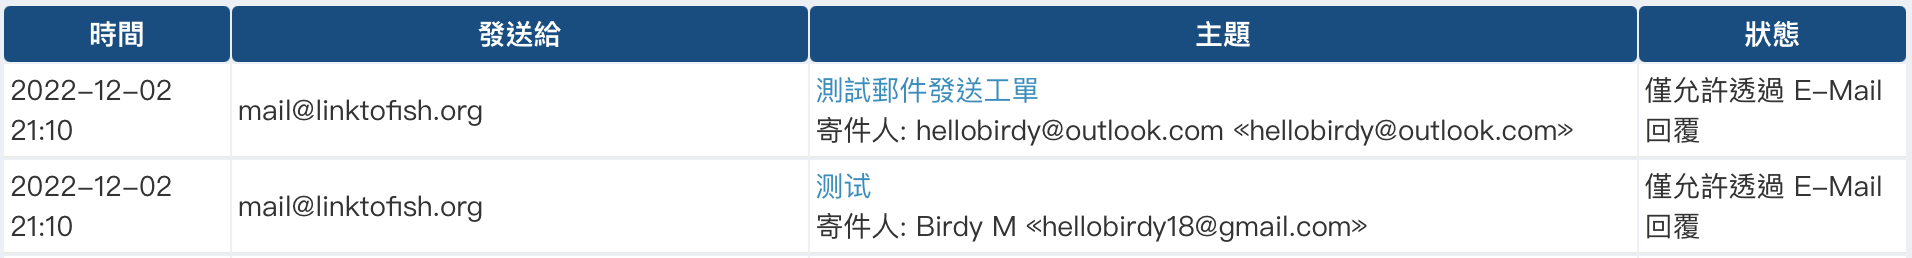 時間 發送給 主題 狀態
2022-12-02 21:10
mail@linktofish.org
測試郵件發送工單
寄件人: hellobirdy@outlook.com «hellobirdy@outlook.com»
僅允許透過 E-Mail
回覆
2022-12-02
21:10
mail@linktofish.org
测试
寄件人: Birdy M «hellobirdy18@gmail.com»
僅允許透過 E-Mail
回覆